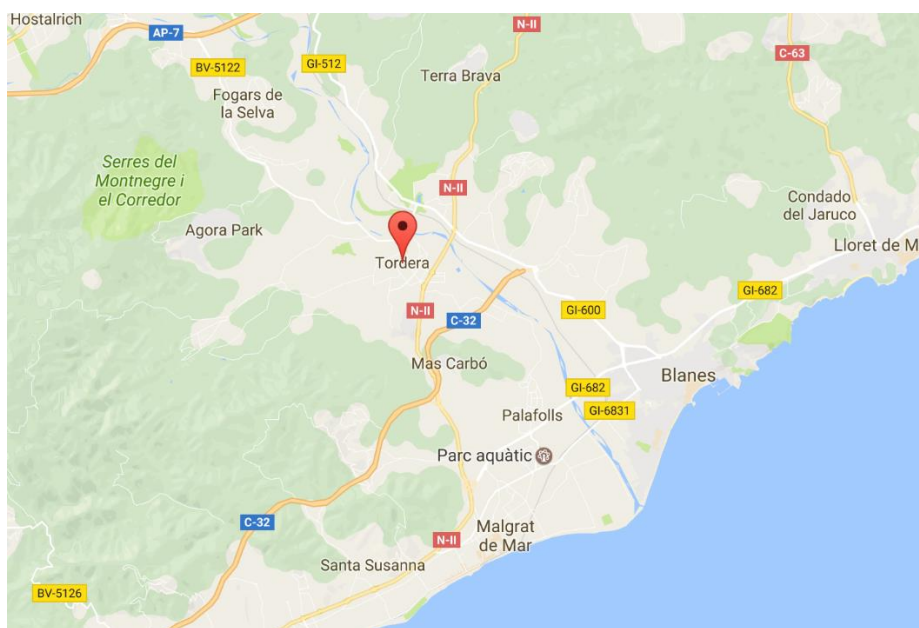 Hostalrich
N-II
AP-7
C-63
GI-512
BV-5122
Terra Brava
Fogars de
la Selva
Serres del
Montnegre i
el Corredor
N-II
Condado
del Jaruco
Agora Park
Lloret de M
Tordera
GI-682
N-II
C-32
GI-600
Mas Carbó
Blanes
GI-682
Palafolls
GI-6831
Parc aquàtic
C-32
Malgrat
de Mar
N-II
Santa Susanna
BV-5126